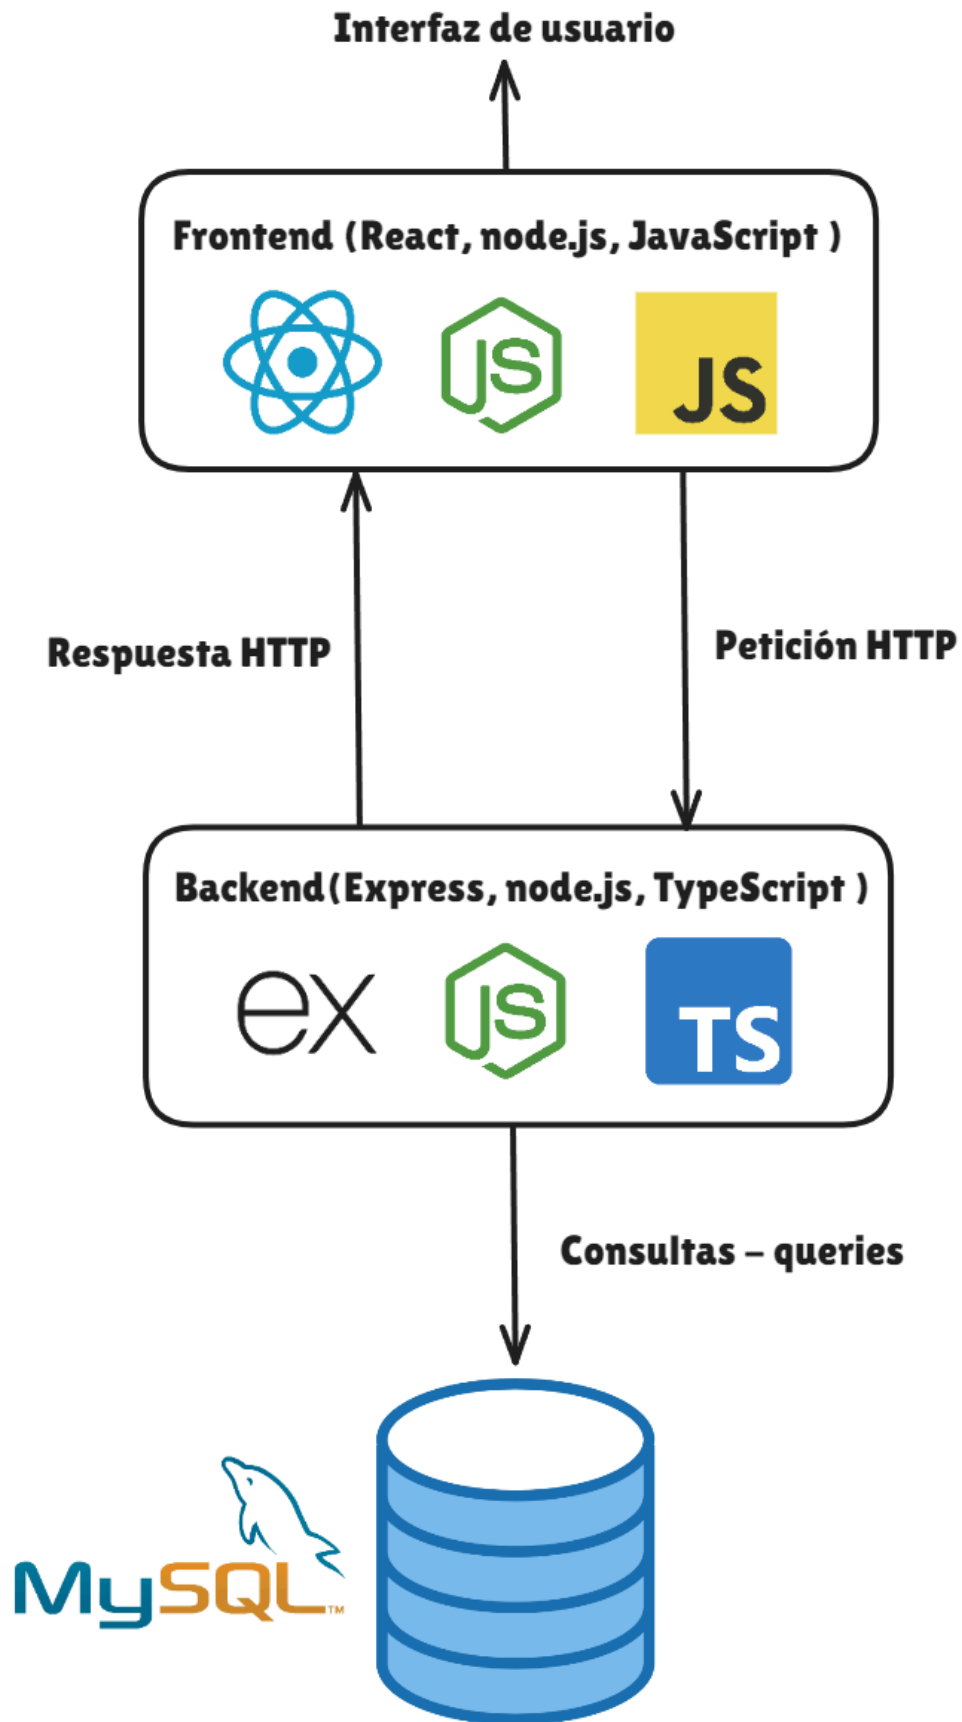 Interfaz de usuario
Frontend (React, node.js, JavaScript )
JS
JS
Respuesta HTTP
Petición HTTP
Backend(Express, node.js, TypeScript )
ex
JS
TS
Consultas - queries
MySQL™